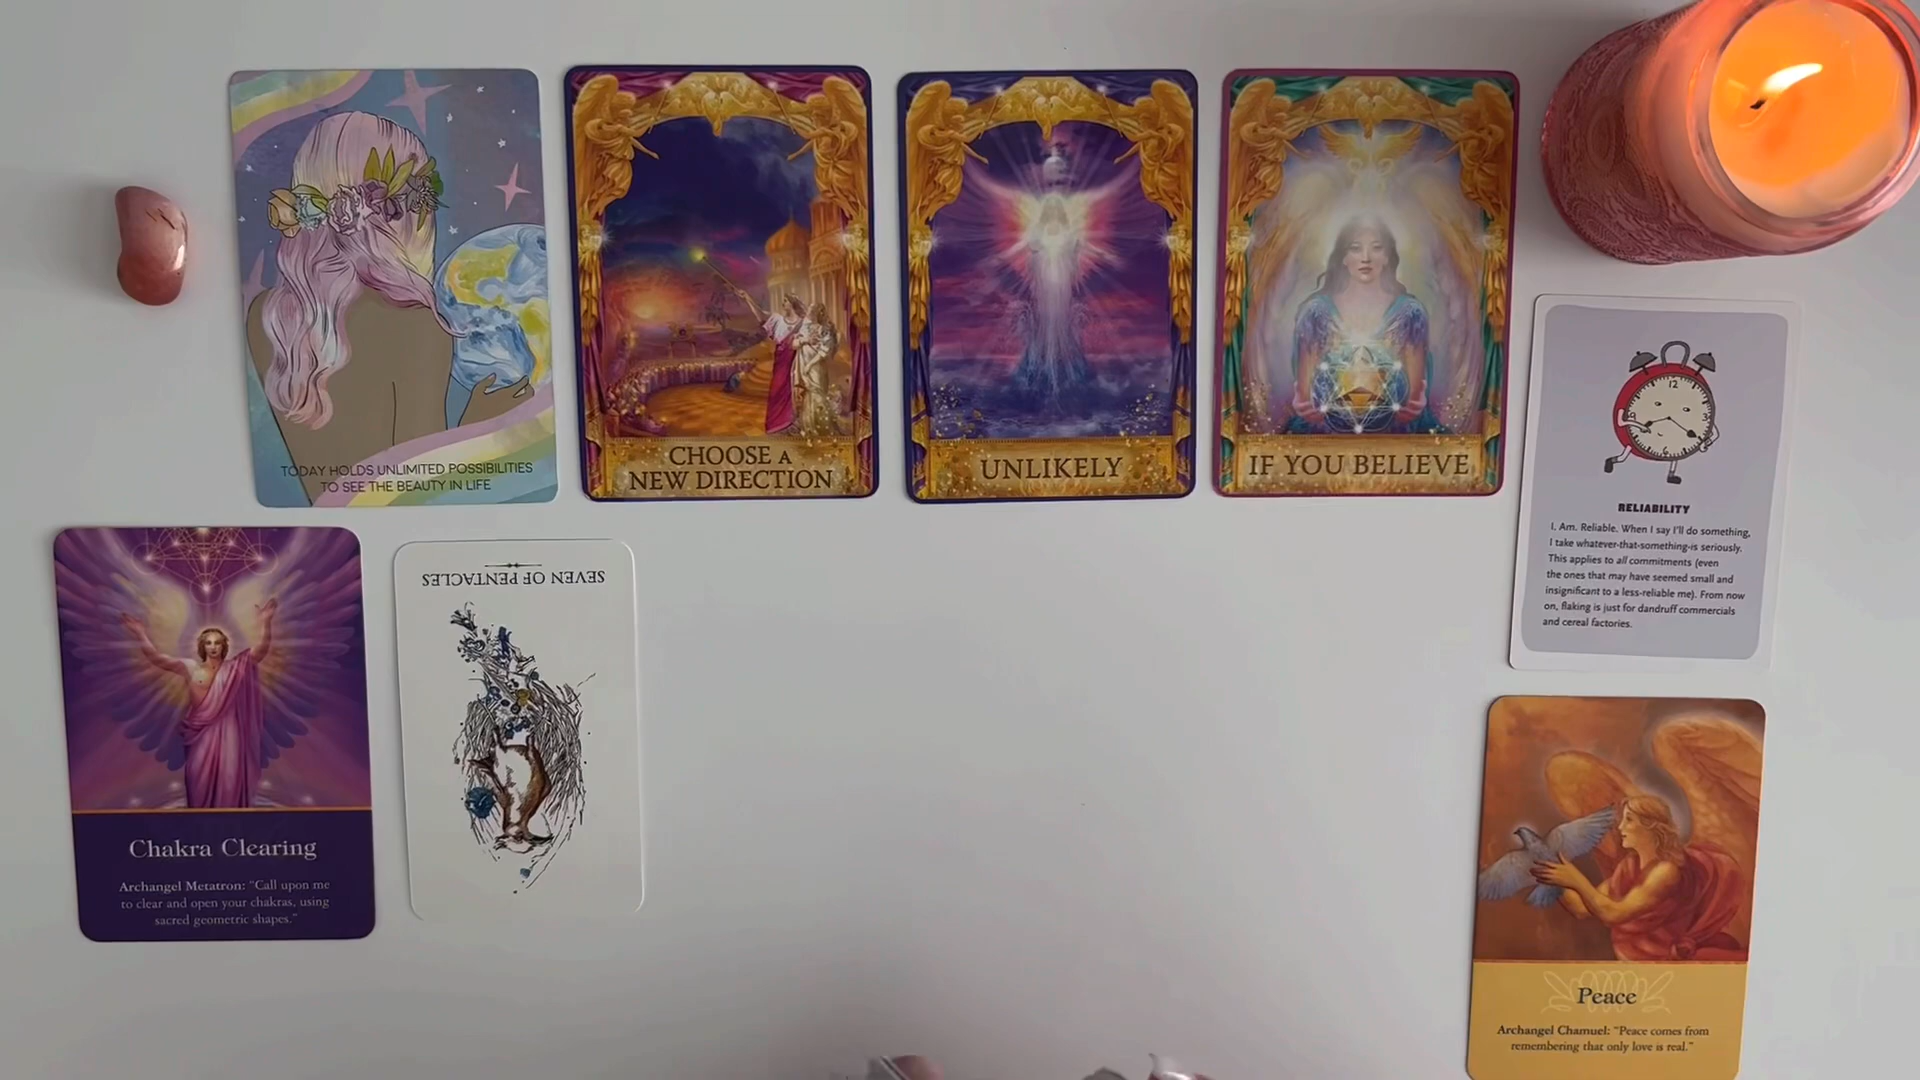 TODAY HOLDS UNLIMITED POSSIBILITIES
TO SEE THE BEAUTY IN LIFE
CHOOSE A
NEW DIRECTION
UNLIKELY
IF YOU BELIEVE
12
3
6
RELIABILITY
I. Am. Reliable. When I say I'll do something,
I take whatever-that-something-is seriously.
This applies to all commitments (even
the ones that may have seemed small and
insignificant to a less-reliable me). From now
on, flaking is just for dandruff commercials
and cereal factories.
Chakra Clearing
Archangel Metatron: "Call upon me
to clear and open your chakras, using
sacred geometric shapes."
SEVEN OF PENTACLES
Peace
Archangel Chamuel: "Peace comes from
remembering that only love is real."